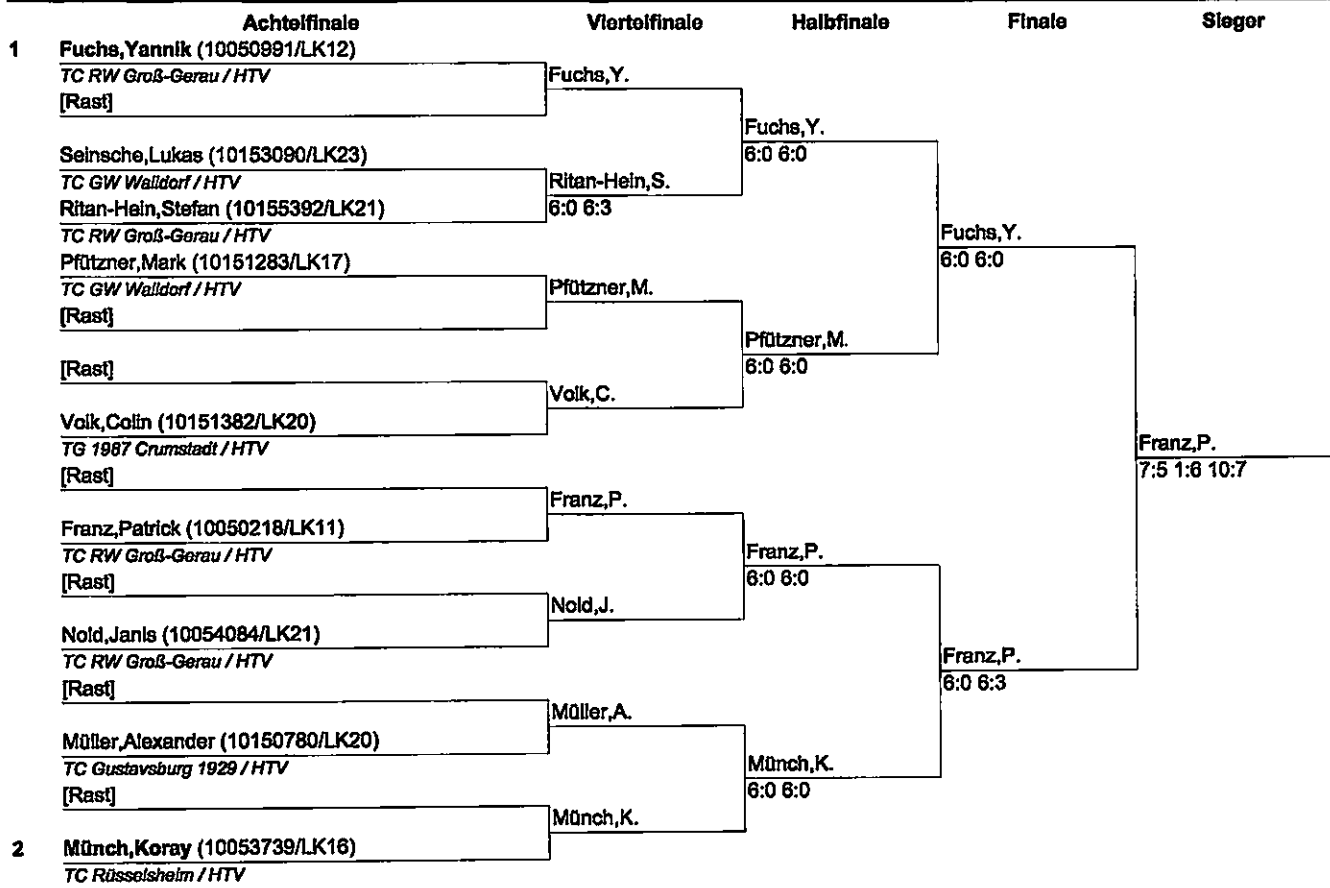 Achtelfinale Viertelfinale Halbfinale Finale Sieger
1 Fuchs,Yannik (10050991/LK12)
TC RW Groß-Gerau / HTV
[Rast]
Fuchs,Y.
Seinsche,Lukas (10153090/LK23)
TC GW Walldorf / HTV
Ritan-Hein,Stefan (10155392/LK21)
TC RW Groß-Gerau / HTV
Ritan-Hein,S.
6:0 6:3
Fuchs,Y.
6:0 6:0
Pfützner,Mark (10151283/LK17)
TC GW Walldorf / HTV
[Rast]
Pfützner,M.
[Rast]
Volk,Colin (10151382/LK20)
TG 1987 Crumstadt / HTV
Volk,C.
Pfützner,M.
6:0 6:0
Fuchs,Y.
6:0 6:0
[Rast]
Franz,Patrick (10050218/LK11)
TC RW Groß-Gerau / HTV
Franz,P.
[Rast]
Nold,Janis (10054084/LK21)
TC RW Groß-Gerau / HTV
Nold,J.
Franz,P.
6:0 6:0
[Rast]
Müller,Alexander (10150780/LK20)
TC Gustavsburg 1929 / HTV
Müller,A.
[Rast]
2 Münch,Koray (10053739/LK16)
TC Rüsselsheim / HTV
Münch,K.
Münch,K.
6:0 6:0
Franz,P.
6:0 6:3
Franz,P.
7:5 1:6 10:7